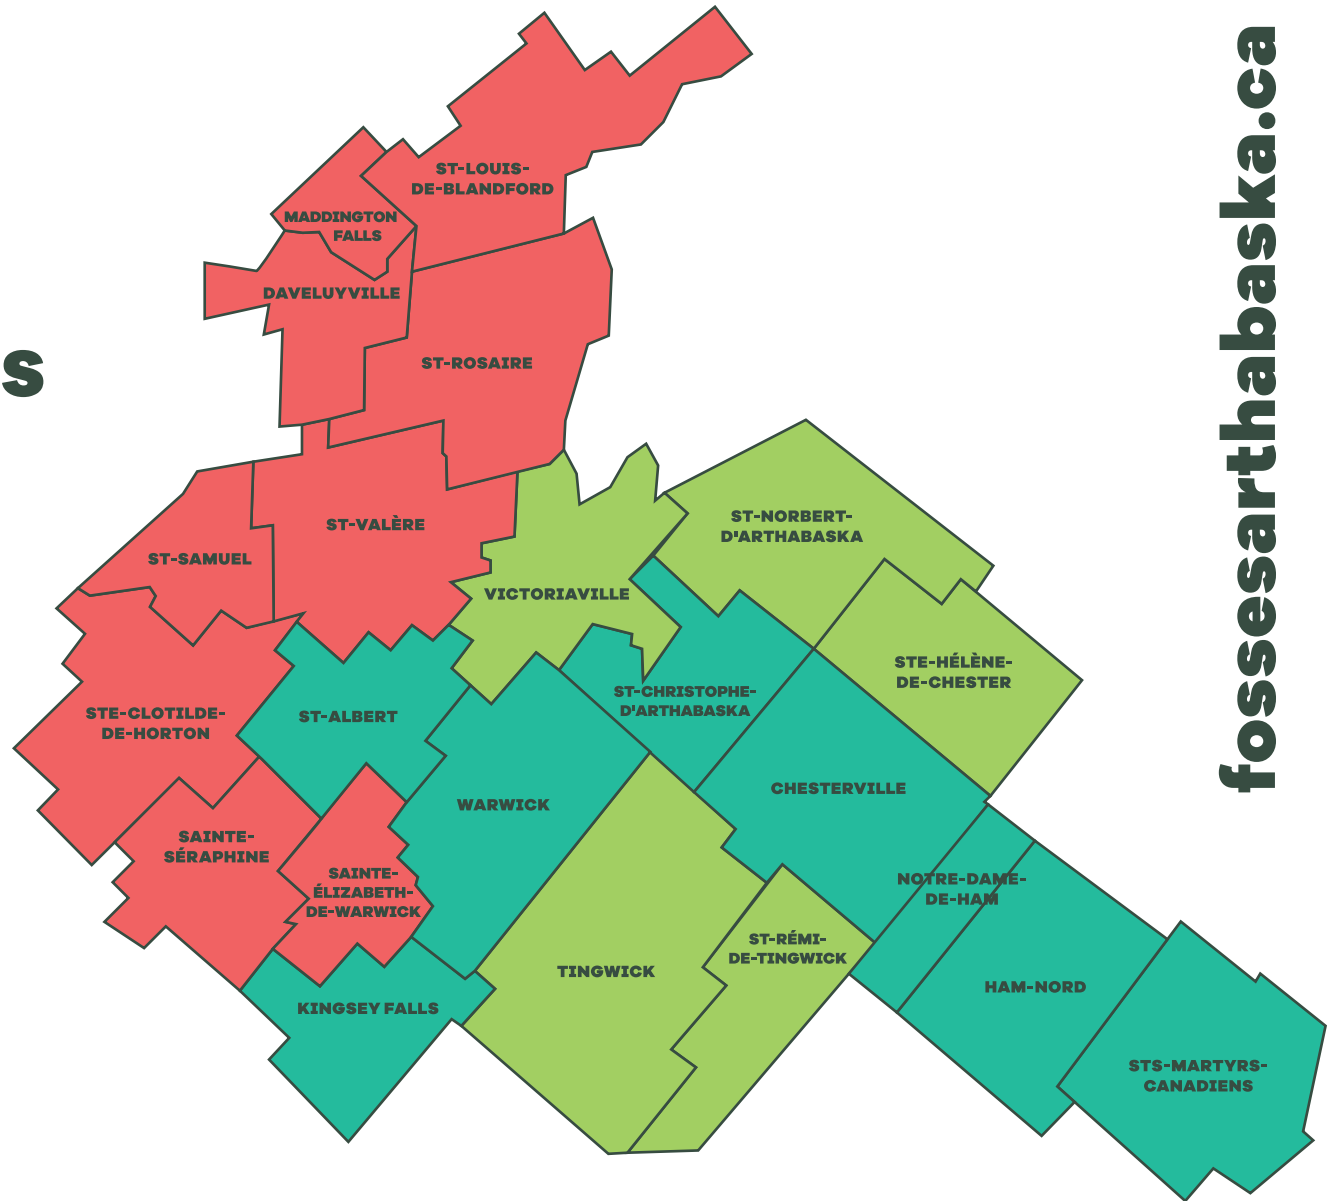 ST-LOUIS-
DE-BLANDFORD
MADDINGTON
FALLS
DAVELUYVILLE
ST-ROSAIRE
S
ST-VALÈRE
ST-SAMUEL
ST-NORBERT-
D'ARTHABASKA
VICTORIAVILLE
STE-HÉLÈNE-
DE-CHESTER
ST-CHRISTOPHE-
D'ARTHABASKA
STE-CLOTILDE-
DE-HORTON
ST-ALBERT
CHESTERVILLE
WARWICK
SAINTE-
SÉRAPHINE
SAINTE-
ÉLIZABETH-
DE-WARWICK
NOTRE-DAME-
DE-HAM
ST-RÉMI-
DE-TINGWICK
TINGWICK
HAM-NORD
KINGSEY FALLS
STS-MARTYRS-
CANADIENS
fossesarthabaska.ca